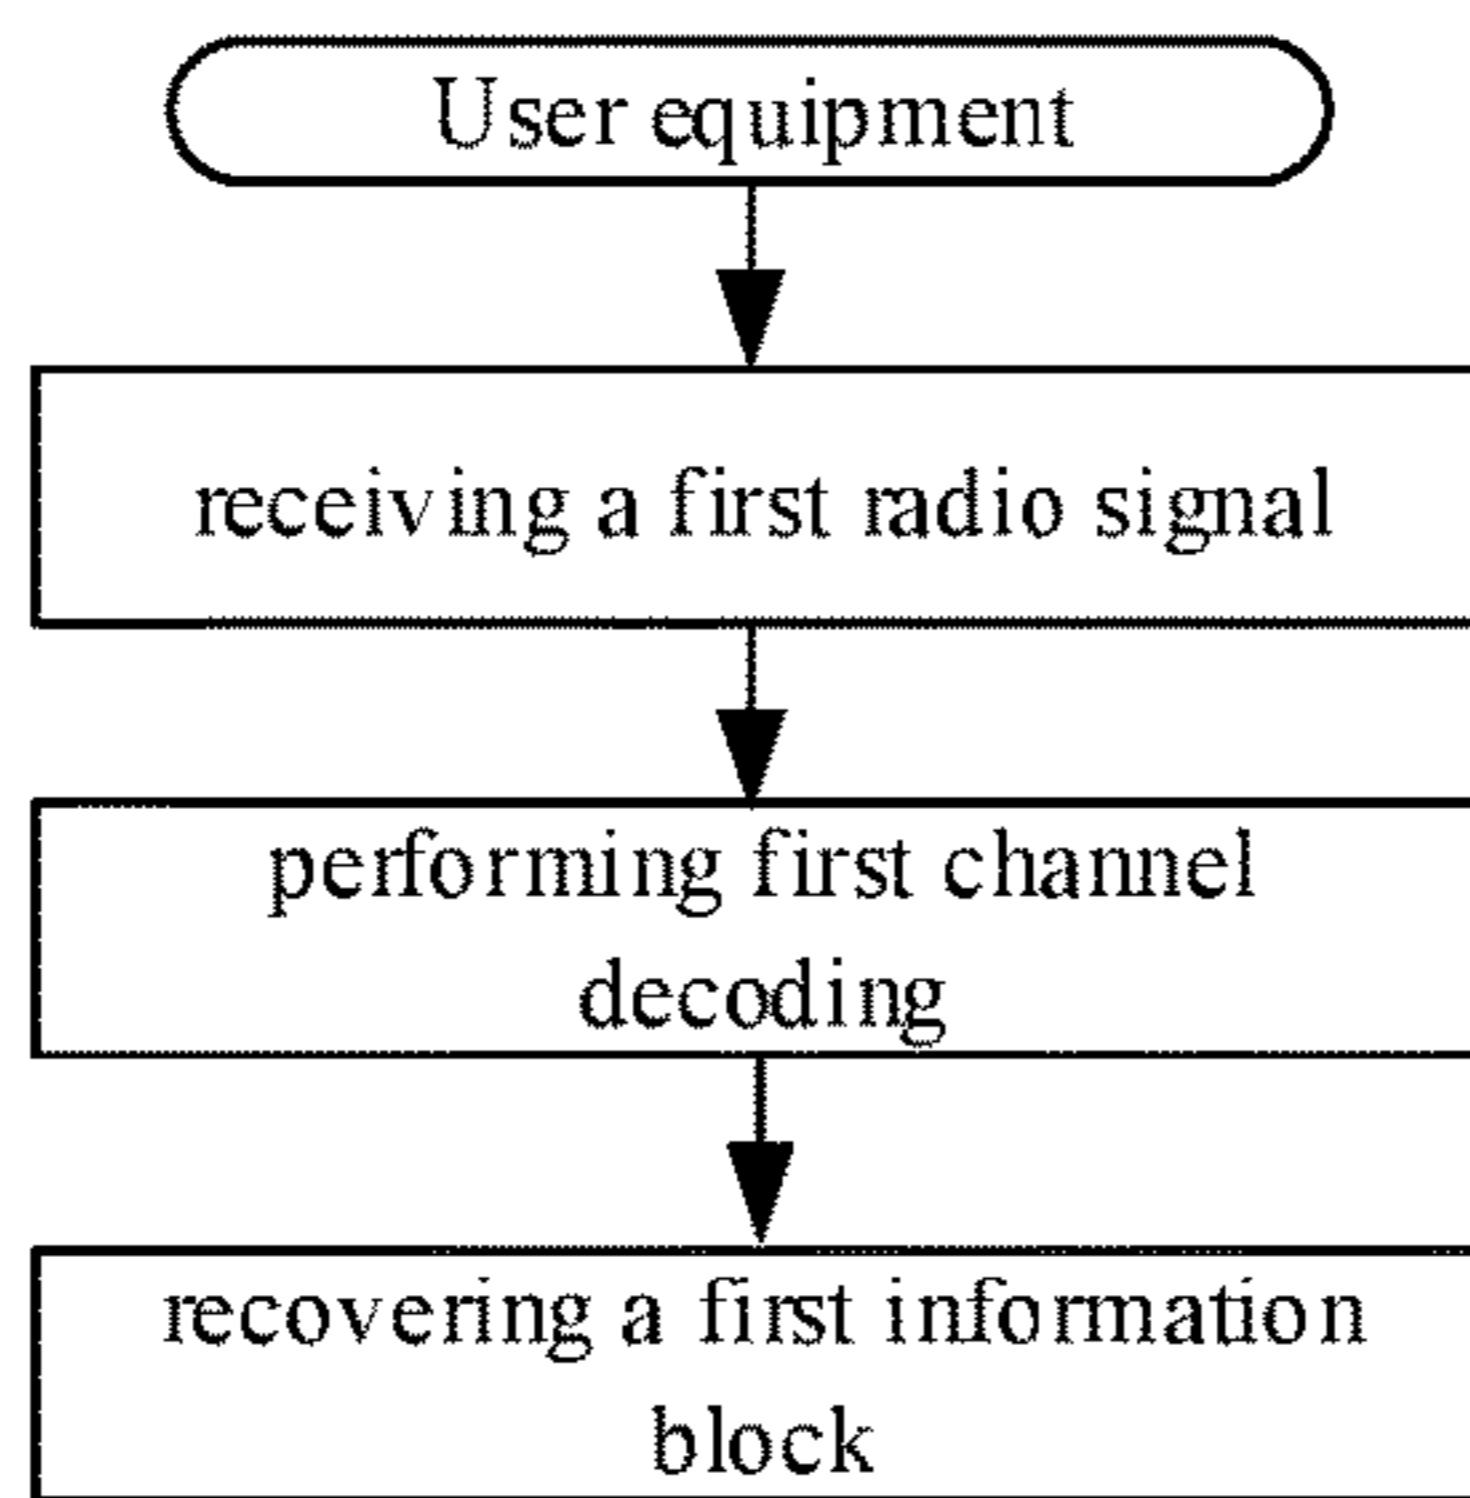 User equipment
receiving a first radio signal
performing first channel
decoding
recovering a first information
block